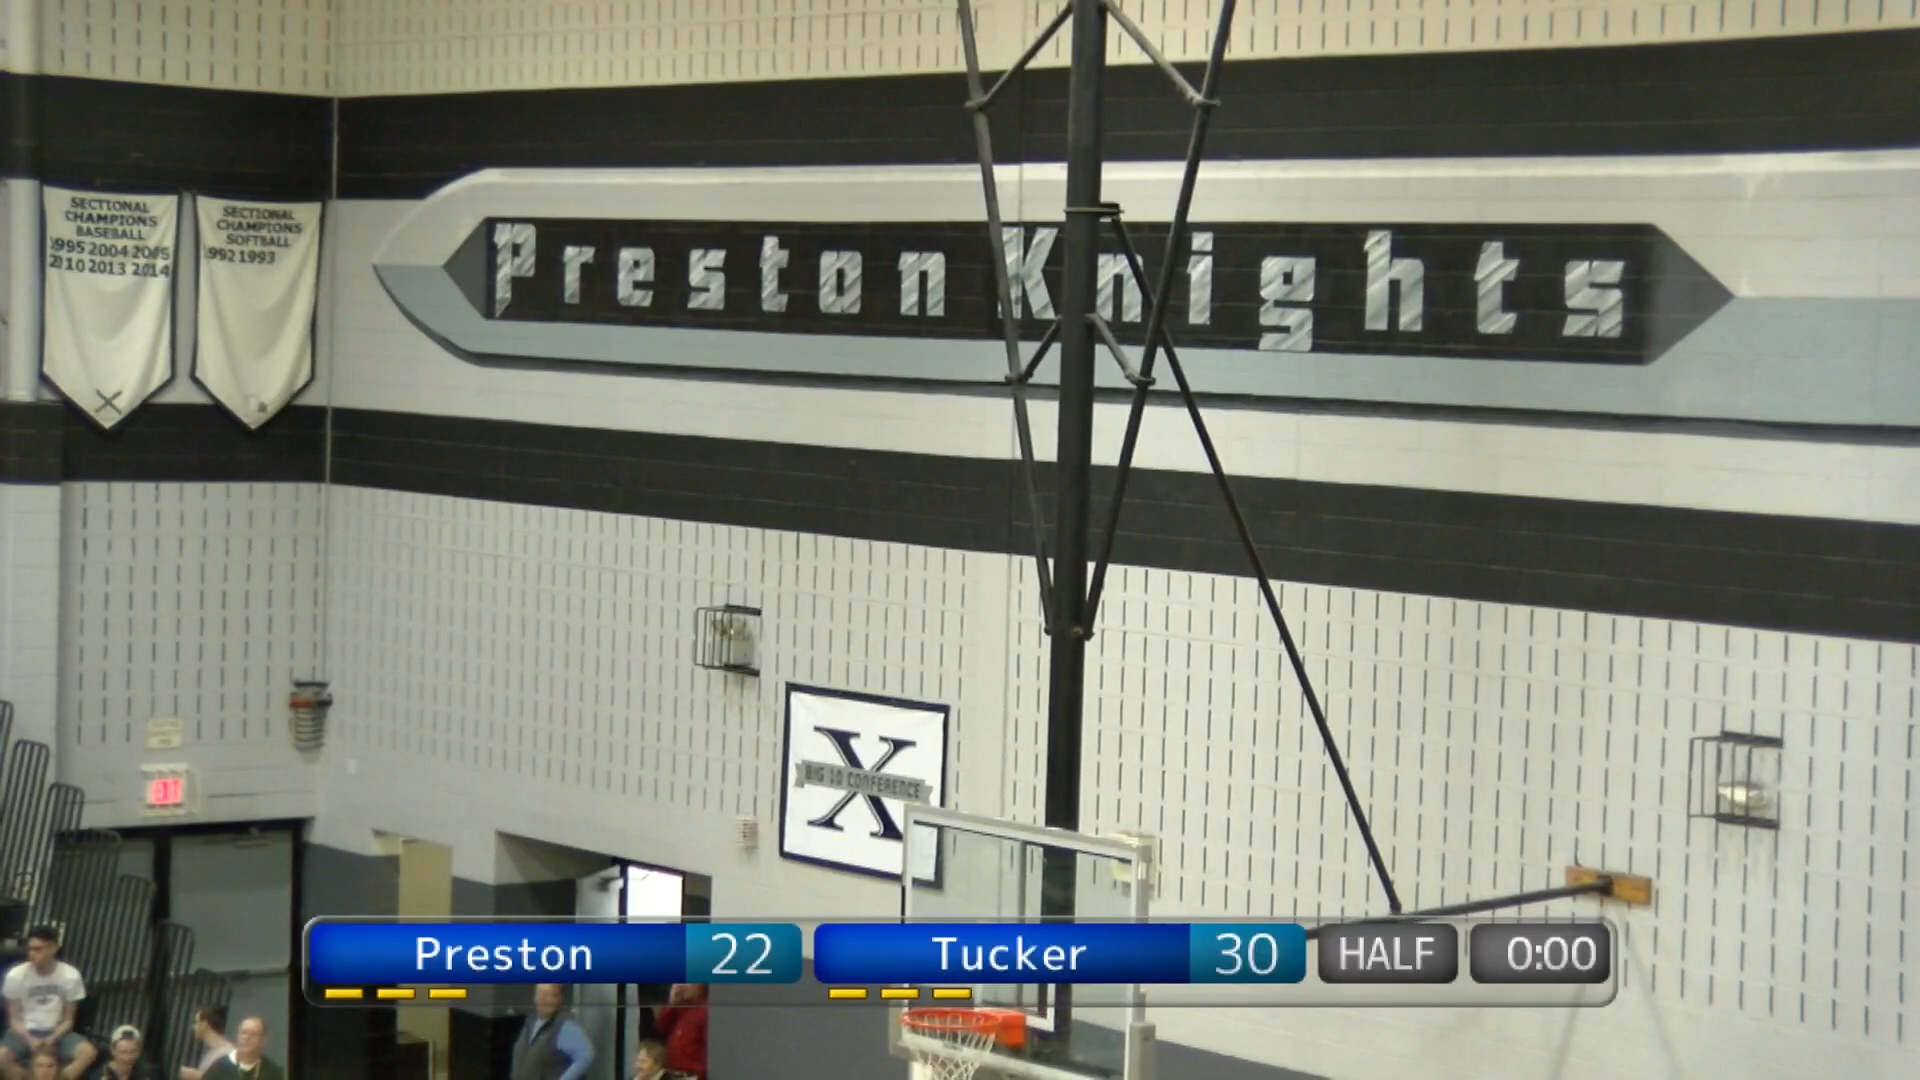 SECTIONAL
CHAMPIONS
BASEBALL
1995 2004 2005
2010 2013 2014
SECTIONAL
CHAMPIONS
SOFTBALL
1992 1993
Preston Knights
X
BIG 10 CONFERENCE
EXIT
Preston 22 Tucker 30 HALF 0:00